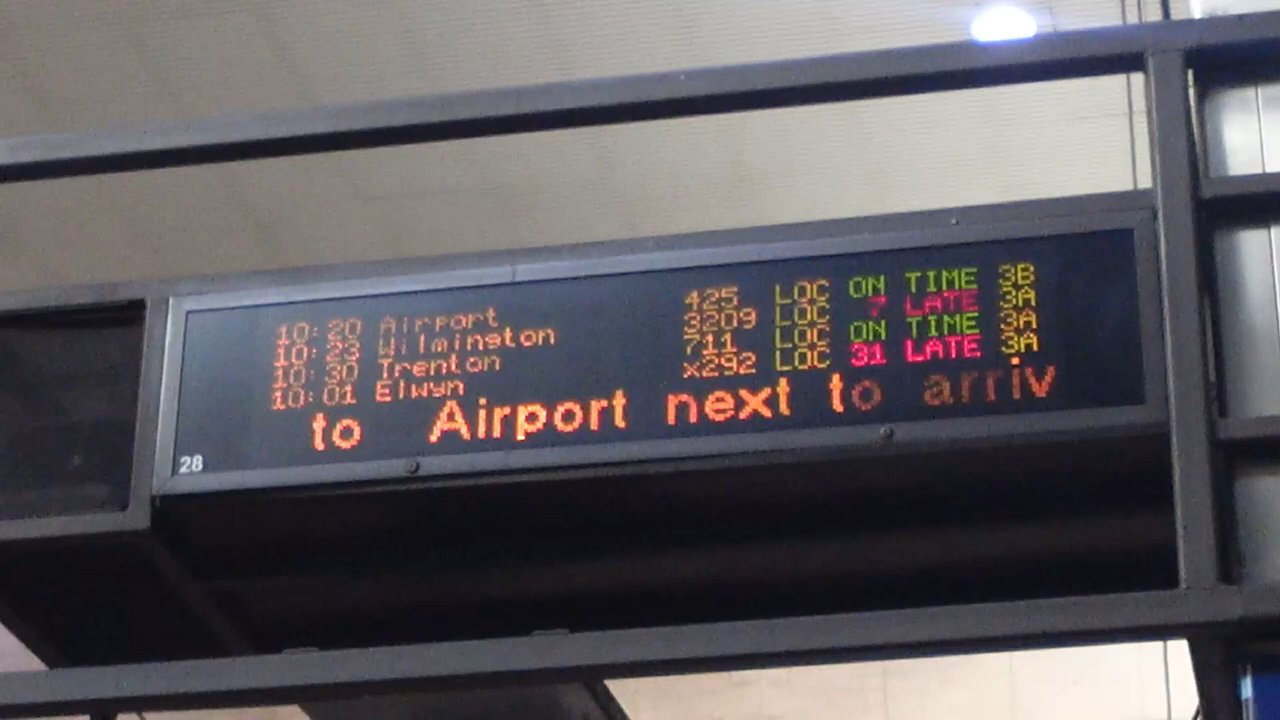 10:20 Airport 425 LOC ON TIME 3B
10:23 Wilmington 3209 LOC 7 LATE 3A
10:30 Trenton 711 LOC ON TIME 3A
10:01 Elwyn x292 LOC 31 LATE 3A
to Airport next to arriv
28